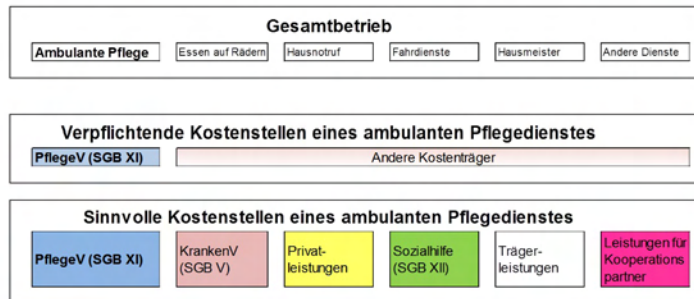 Gesamtbetrieb
Ambulante Pflege Essen auf Rädern Hausnotruf Fahrdienste Hausmeister Andere Dienste
Verpflichtende Kostenstellen eines ambulanten Pflegedienstes
PflegeV (SGB XI) Andere Kostenträger
Sinnvolle Kostenstellen eines ambulanten Pflegedienstes
PflegeV (SGB XI)
KrankenV
(SGB V)
Privat-
leistungen
Sozialhilfe
(SGB XII)
Träger-
leistungen
Leistungen für
Kooperations
partner